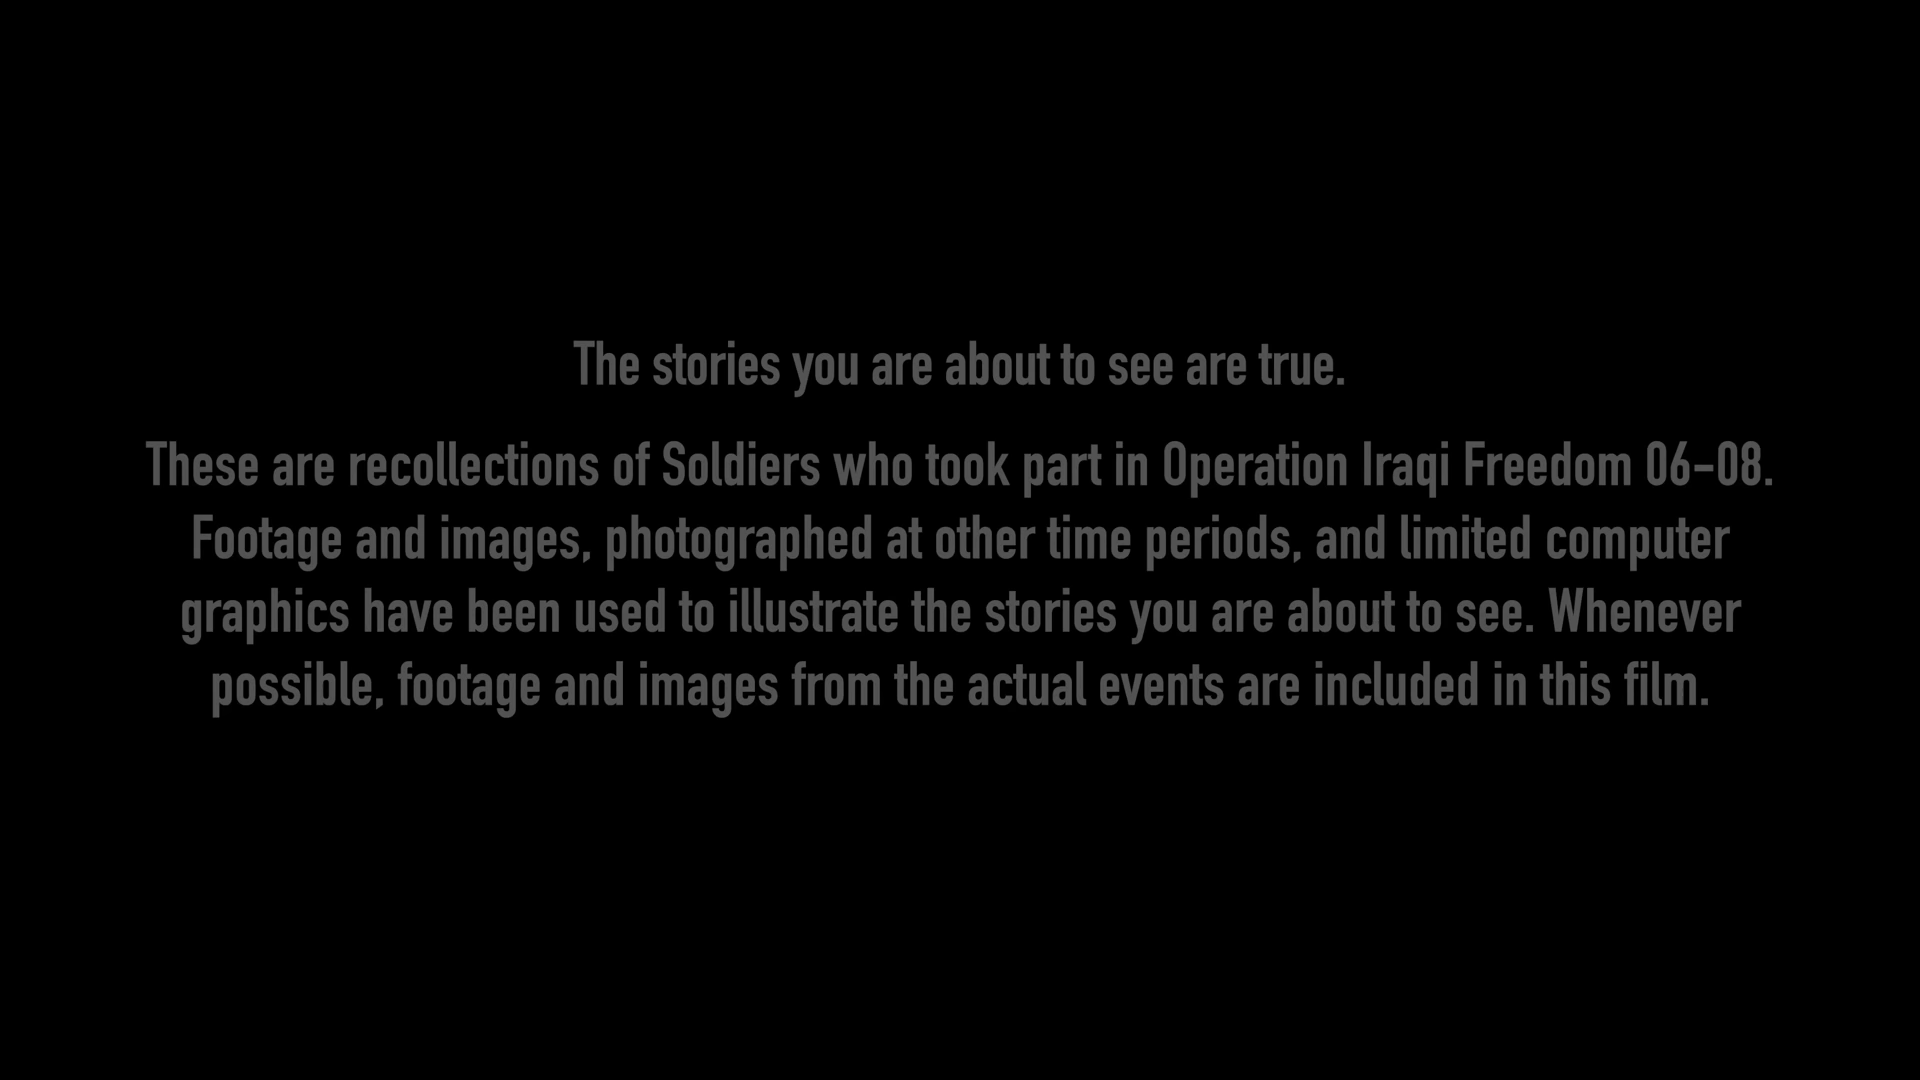 The stories you are about to see are true.
These are recollections of Soldiers who took part in Operation Iraqi Freedom 06-08.
Footage and images, photographed at other time periods, and limited computer
graphics have been used to illustrate the stories you are about to see. Whenever
possible, footage and images from the actual events are included in this film.